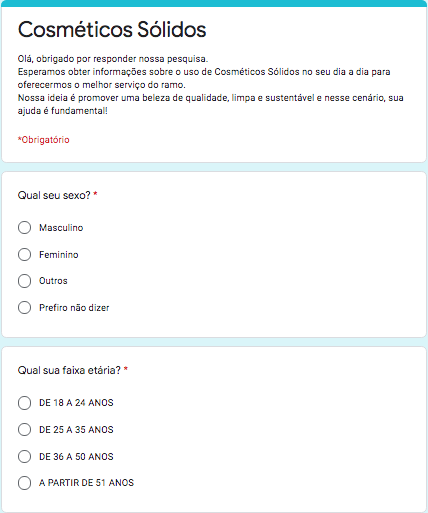 Cosméticos Sólidos
Olá, obrigado por responder nossa pesquisa.
Esperamos obter informações sobre o uso de Cosméticos Sólidos no seu dia a dia para
oferecermos o melhor serviço do ramo.
Nossa ideia é promover uma beleza de qualidade, limpa e sustentável e nesse cenário, sua
ajuda é fundamental!
*Obrigatório
Qual seu sexo? *
Masculino
Feminino
Outros
Prefiro não dizer
Qual sua faixa etária? *
DE 18 A 24 ANOS
DE 25 A 35 ANOS
DE 36 A 50 ANOS
A PARTIR DE 51 ANOS